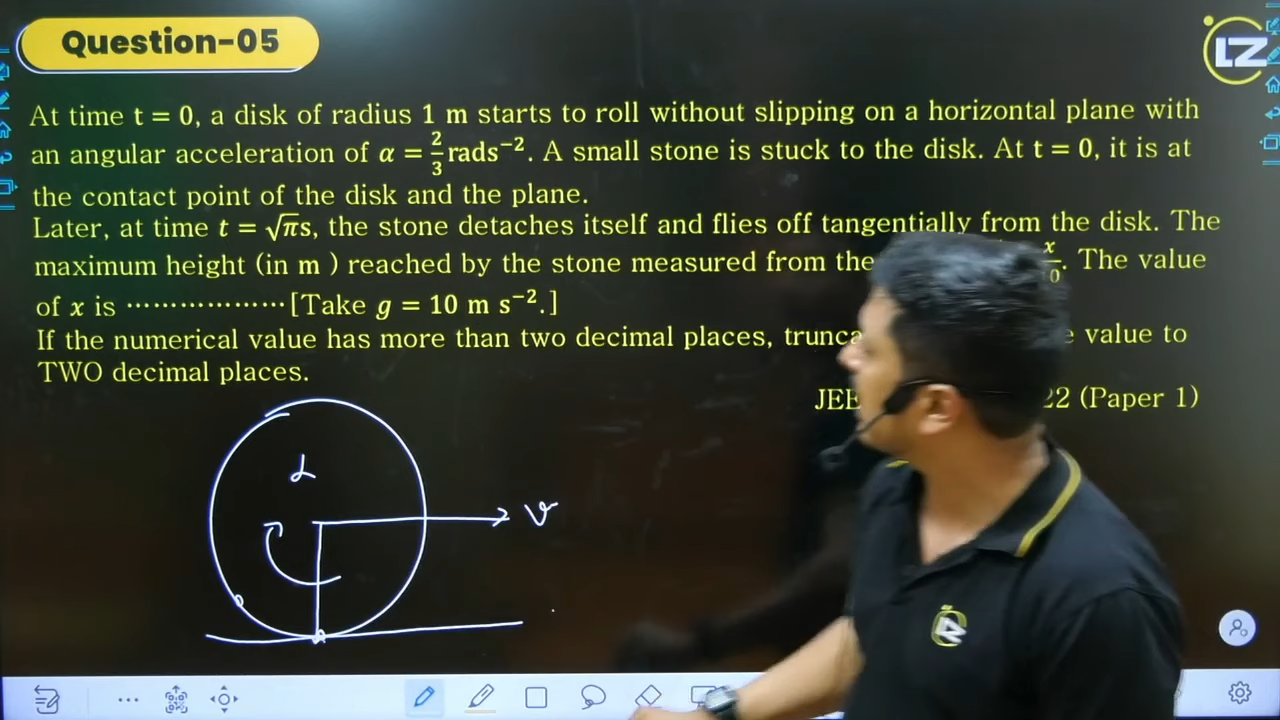 Question-05
LZ
At time t = 0, a disk of radius 1 m starts to roll without slipping on a horizontal plane with
an angular acceleration of α = 2/3 rads⁻². A small stone is stuck to the disk. At t = 0, it is at
the contact point of the disk and the plane.
Later, at time t = √πs, the stone detaches itself and flies off tangentially from the disk. The
maximum height (in m ) reached by the stone measured from the x. The value
of x is ··················[Take g = 10 m s⁻².]
If the numerical value has more than two decimal places, value to
TWO decimal places.
(Paper 1)
α
v